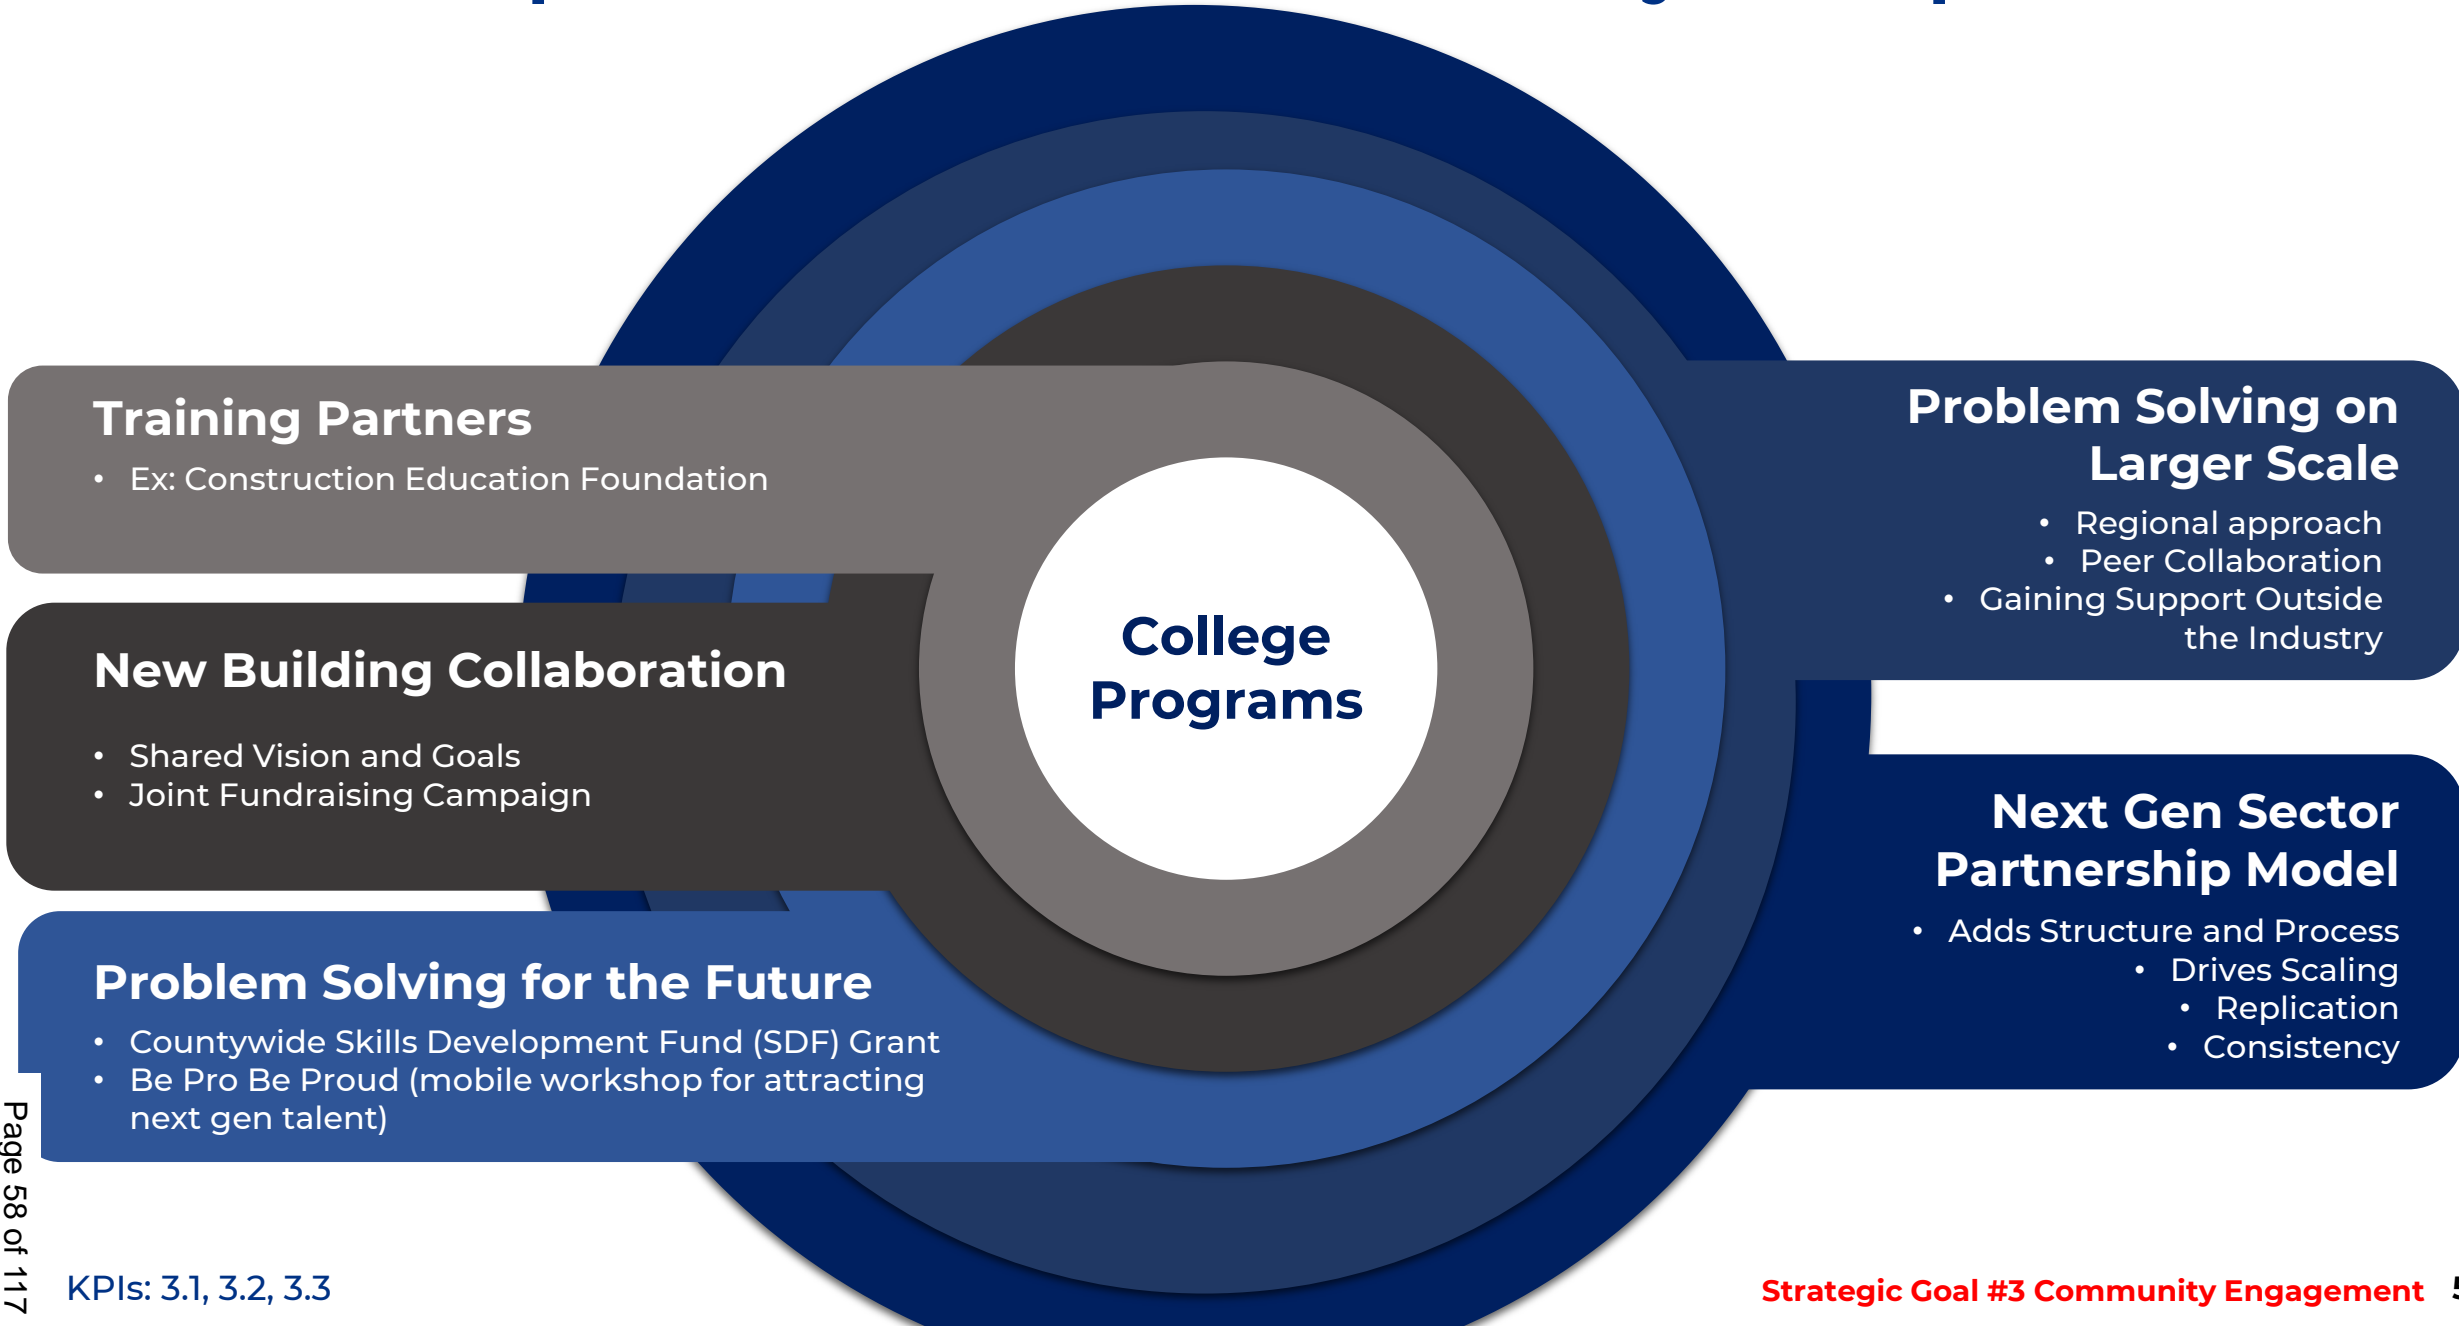 Training Partners
• Ex: Construction Education Foundation
New Building Collaboration
• Shared Vision and Goals
• Joint Fundraising Campaign
Problem Solving for the Future
• Countywide Skills Development Fund (SDF) Grant
• Be Pro Be Proud (mobile workshop for attracting
next gen talent)
College
Programs
Problem Solving on
Larger Scale
• Regional approach
• Peer Collaboration
• Gaining Support Outside
the Industry
Next Gen Sector
Partnership Model
• Adds Structure and Process
• Drives Scaling
• Replication
• Consistency
Page 58 of 117
KPIs: 3.1, 3.2, 3.3
Strategic Goal #3 Community Engagement